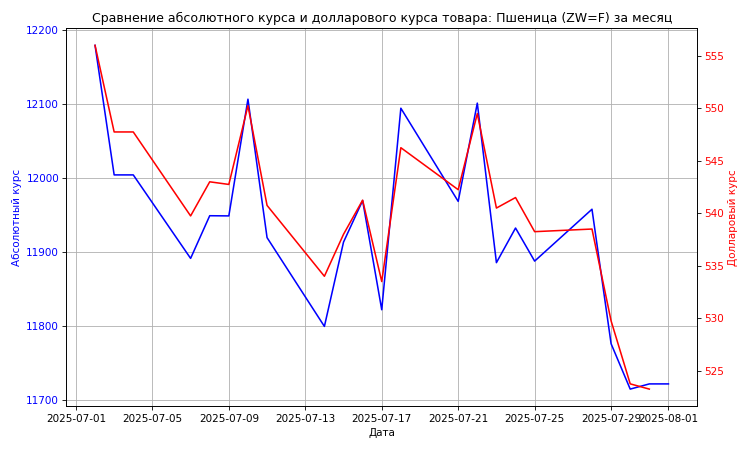 Сравнение абсолютного курса и долларового курса товара: Пшеница (ZW=F) за месяц
12200
12100
12000
11900
11800
11700
Абсолютный курс
555
550
545
540
535
530
525
Долларовый курс
2025-07-01 2025-07-05 2025-07-09 2025-07-13 2025-07-17 2025-07-21 2025-07-25 2025-07-29 2025-08-01
Дата